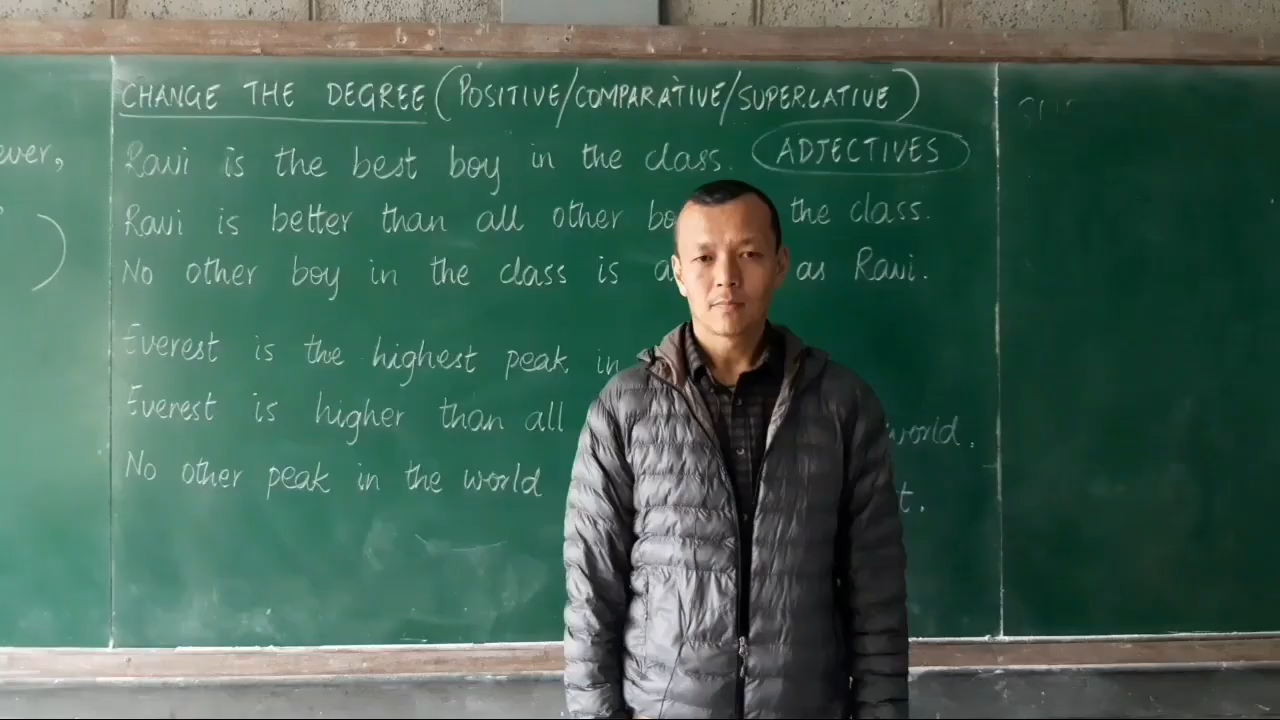 CHANGE THE DEGREE (POSITIVE/COMPARATIVE/SUPERLATIVE)
ever,
Ravi is the best boy in the class. ADJECTIVES
Ravi is better than all other the class.
No other boy in the class is as Ravi.
Everest is the highest peak in
Everest is higher than all world.
No other peak in the world